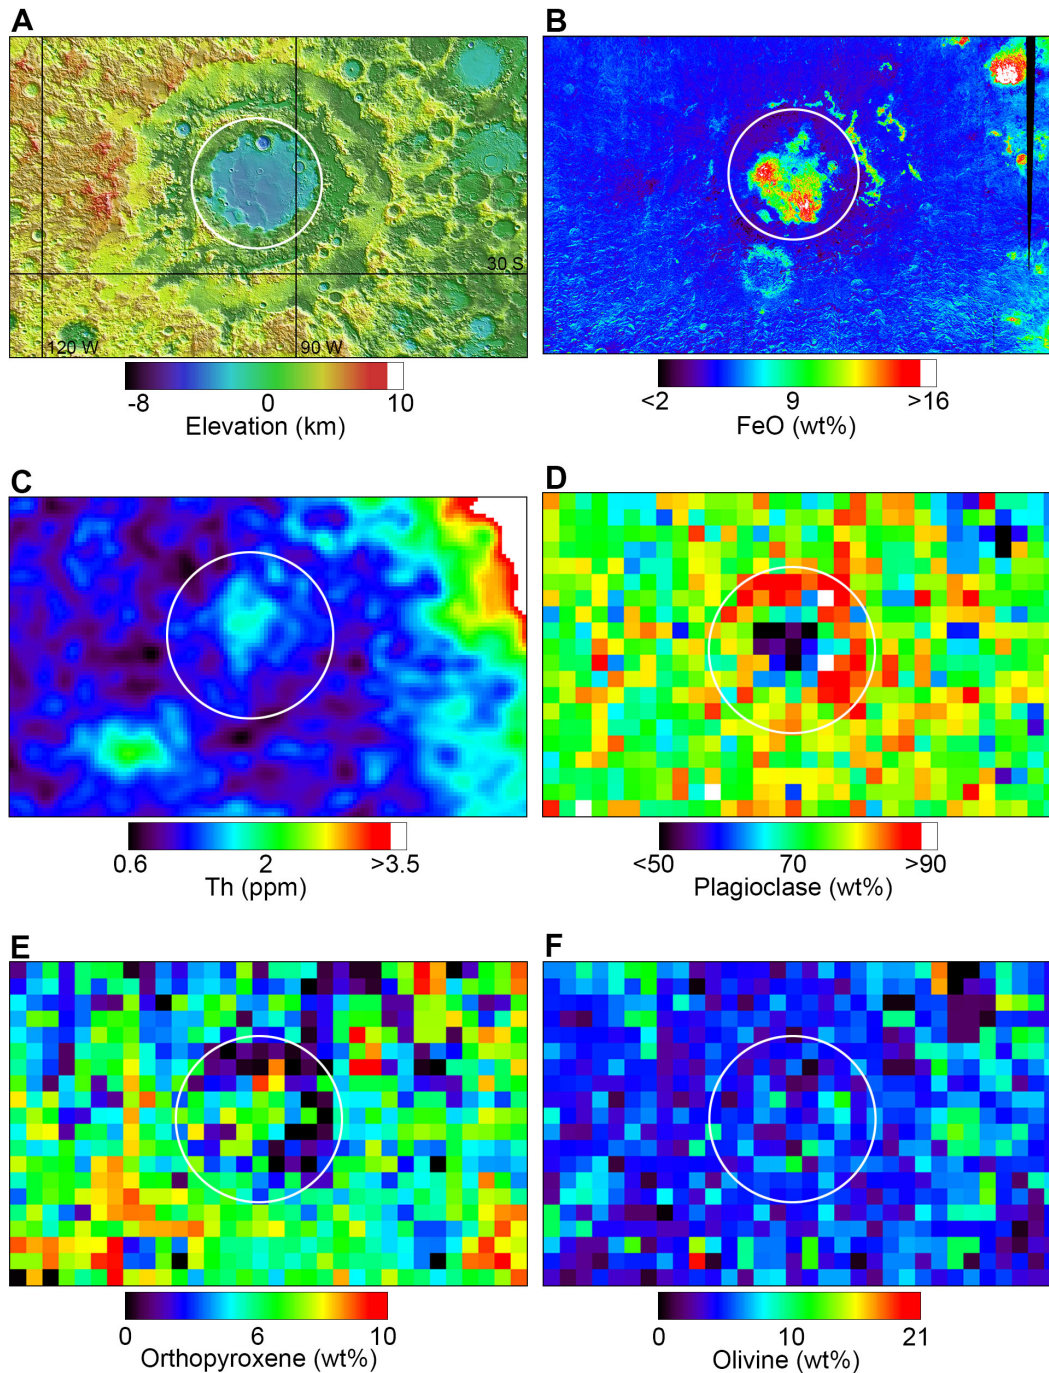 A
30 S
120 W
90 W
-8
0
10
Elevation (km)
B
<2
9
>16
FeO (wt%)
C
0.6
2
>3.5
Th (ppm)
D
<50
70
>90
Plagioclase (wt%)
E
0
6
10
Orthopyroxene (wt%)
F
0
10
21
Olivine (wt%)